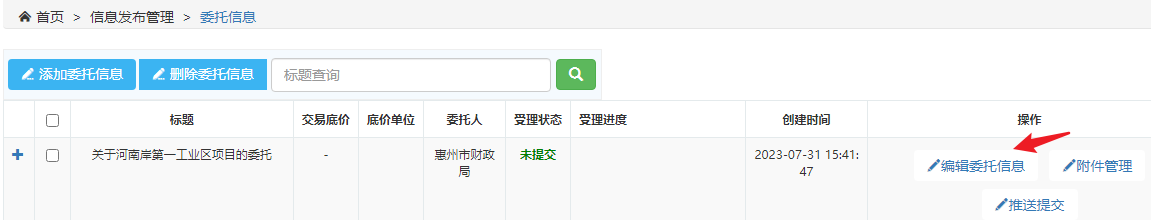 首页 > 信息发布管理 > 委托信息
添加委托信息 删除委托信息 标题查询
标题 交易底价 底价单位 委托人 受理状态 受理进度 创建时间 操作
关于河南岸第一工业区项目的委托 - 惠州市财政 未提交 2023-07-31 15:41: 编辑委托信息 附件管理
局 47
推送提交